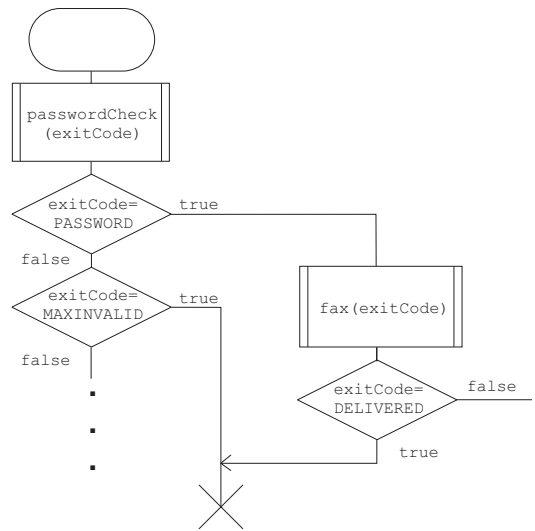 passwordCheck
(exitCode)
exitCode=
PASSWORD
true
false
exitCode=
MAXINVALID
true
false
fax(exitCode)
exitCode=
DELIVERED
false
true